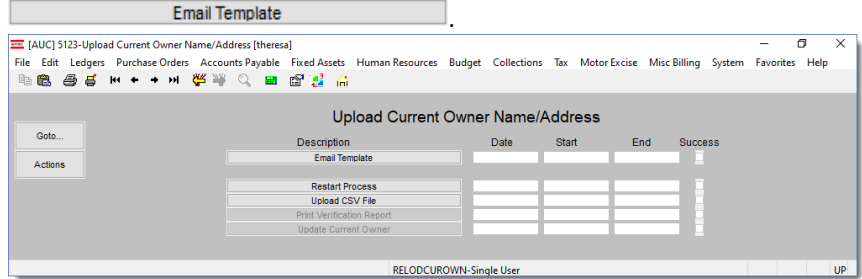 Email Template .
[AUC] 5123-Upload Current Owner Name/Address [theresa]
File Edit Ledgers Purchase Orders Accounts Payable Fixed Assets Human Resources Budget Collections Tax Motor Excise Misc Billing System Favorites Help
Upload Current Owner Name/Address
Goto...
Description Date Start End Success
Email Template
Actions
Restart Process
Upload CSV File
Print Verification Report
Update Current Owner
RELODCUROWN-Single User UP